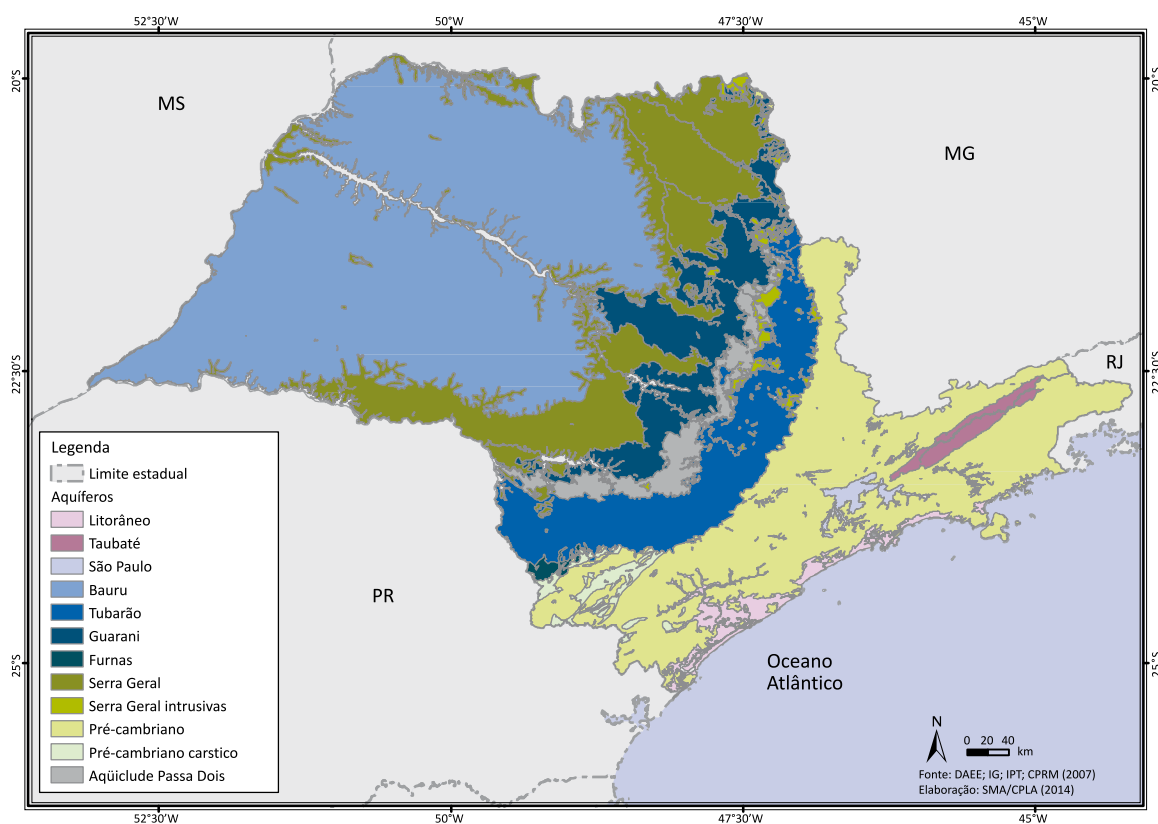 52°30'W 50°W 47°30'W 45°W
20°S 20°S
MS
MG
22°30'S 22°30'S
RJ
Legenda
Limite estadual
Aquíferos
Litorâneo
Taubaté
São Paulo
Bauru
Tubarão
Guarani
Furnas
Serra Geral
Serra Geral intrusivas
Pré-cambriano
Pré-cambriano carstico
Aqüiclude Passa Dois
PR
25°S 25°S
Oceano
Atlântico
N
0 20 40
km
Fonte: DAEE; IG; IPT; CPRM (2007)
Elaboração: SMA/CPLA (2014)
52°30'W 50°W 47°30'W 45°W